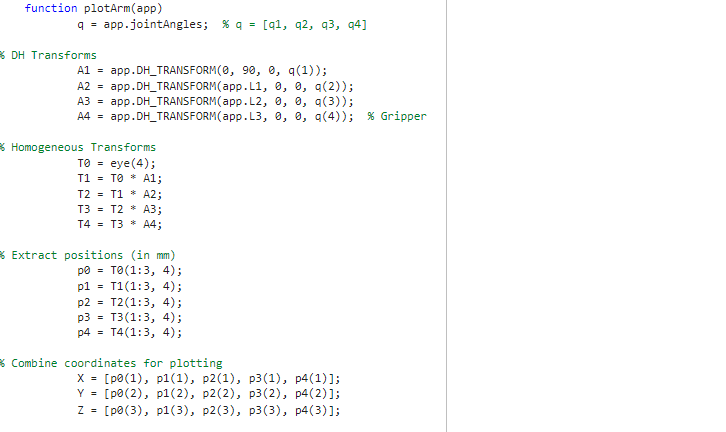 function plotArm(app)
q = app.jointAngles;  % q = [q1, q2, q3, q4]
% DH Transforms
A1 = app.DH_TRANSFORM(0, 90, 0, q(1));
A2 = app.DH_TRANSFORM(app.L1, 0, 0, q(2));
A3 = app.DH_TRANSFORM(app.L2, 0, 0, q(3));
A4 = app.DH_TRANSFORM(app.L3, 0, 0, q(4));  % Gripper
% Homogeneous Transforms
T0 = eye(4);
T1 = T0 * A1;
T2 = T1 * A2;
T3 = T2 * A3;
T4 = T3 * A4;
% Extract positions (in mm)
p0 = T0(1:3, 4);
p1 = T1(1:3, 4);
p2 = T2(1:3, 4);
p3 = T3(1:3, 4);
p4 = T4(1:3, 4);
% Combine coordinates for plotting
X = [p0(1), p1(1), p2(1), p3(1), p4(1)];
Y = [p0(2), p1(2), p2(2), p3(2), p4(2)];
Z = [p0(3), p1(3), p2(3), p3(3), p4(3)];